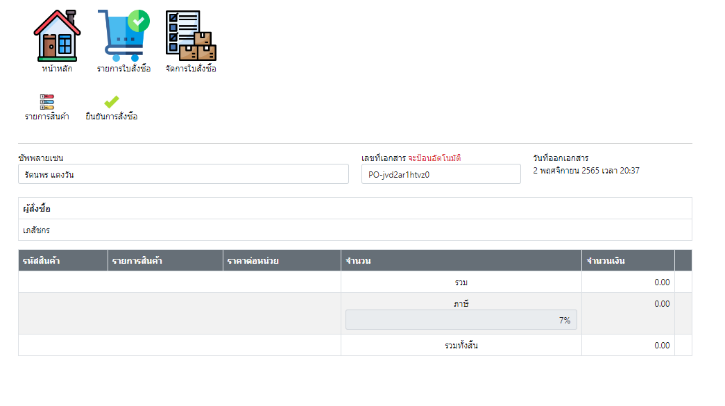 หน้าหลัก รายการใบสั่งซื้อ จัดการใบสั่งซื้อ
รายการสินค้า ยืนยันการสั่งซื้อ
ซัพพลายเซน เลขที่เอกสาร จะป้อนอัตโนมัติ วันที่ออกเอกสาร
รัตนพร แดงวัน PO-jvd2ar1htvz0 2 พฤศจิกายน 2565 เวลา 20:37
ผู้สั่งซื้อ
เภสัชกร
รหัสสินค้า รายการสินค้า ราคาต่อหน่วย จำนวน จำนวนเงิน
รวม 0.00
ภาษี 0.00
7%
รวมทั้งสิ้น 0.00